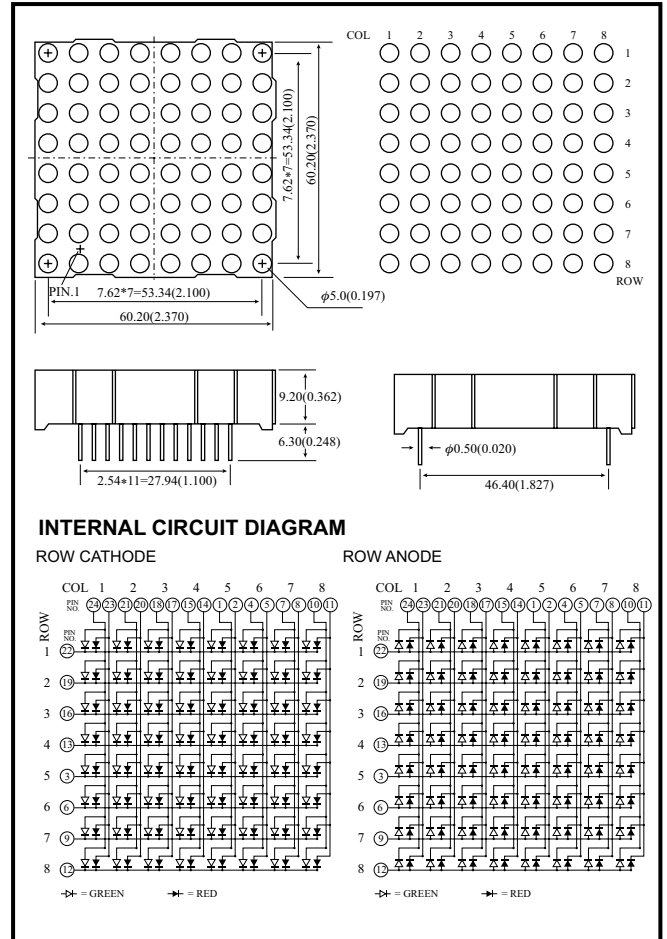 COL 1 2 3 4 5 6 7 8
1
2
3
4
5
6
7
8
ROW
7.62*7=53.34(2.100)
60.20(2.370)
PIN.1
7.62*7=53.34(2.100)
60.20(2.370)
φ5.0(0.197)
9.20(0.362)
6.30(0.248)
2.54*11=27.94(1.100)
φ0.50(0.020)
46.40(1.827)
INTERNAL CIRCUIT DIAGRAM
ROW CATHODE
COL 1 2 3 4 5 6 7 8
PIN NO. 24 23 21 20 18 17 15 14 1 2 4 5 7 8 10 11
ROW
PIN NO.
1 22
2 19
3 16
4 13
5 3
6 6
7 9
8 12
= GREEN = RED
ROW ANODE
COL 1 2 3 4 5 6 7 8
PIN NO. 24 23 21 20 18 17 15 14 1 2 4 5 7 8 10 11
ROW
PIN NO.
1 22
2 19
3 16
4 13
5 3
6 6
7 9
8 12
= GREEN = RED